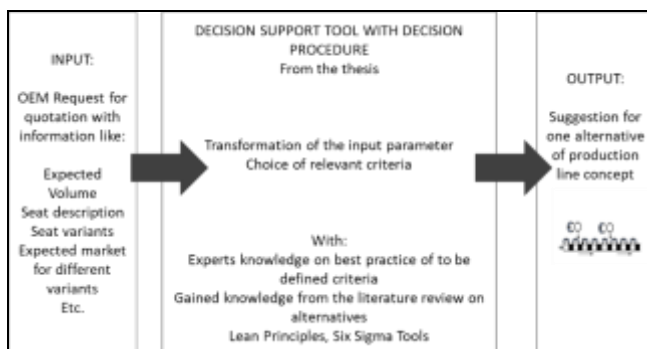 INPUT:
OEM Request for
quotation with
information like:
Expected
Volume
Seat description
Seat variants
Expected market
for different
variants
Etc.
DECISION SUPPORT TOOL WITH DECISION
PROCEDURE
From the thesis
Transformation of the input parameter
Choice of relevant criteria
With:
Experts knowledge on best practice of to be
defined criteria
Gained knowledge from the literature review on
alternatives
Lean Principles, Six Sigma Tools
OUTPUT:
Suggestion for
one alternative
of production
line concept